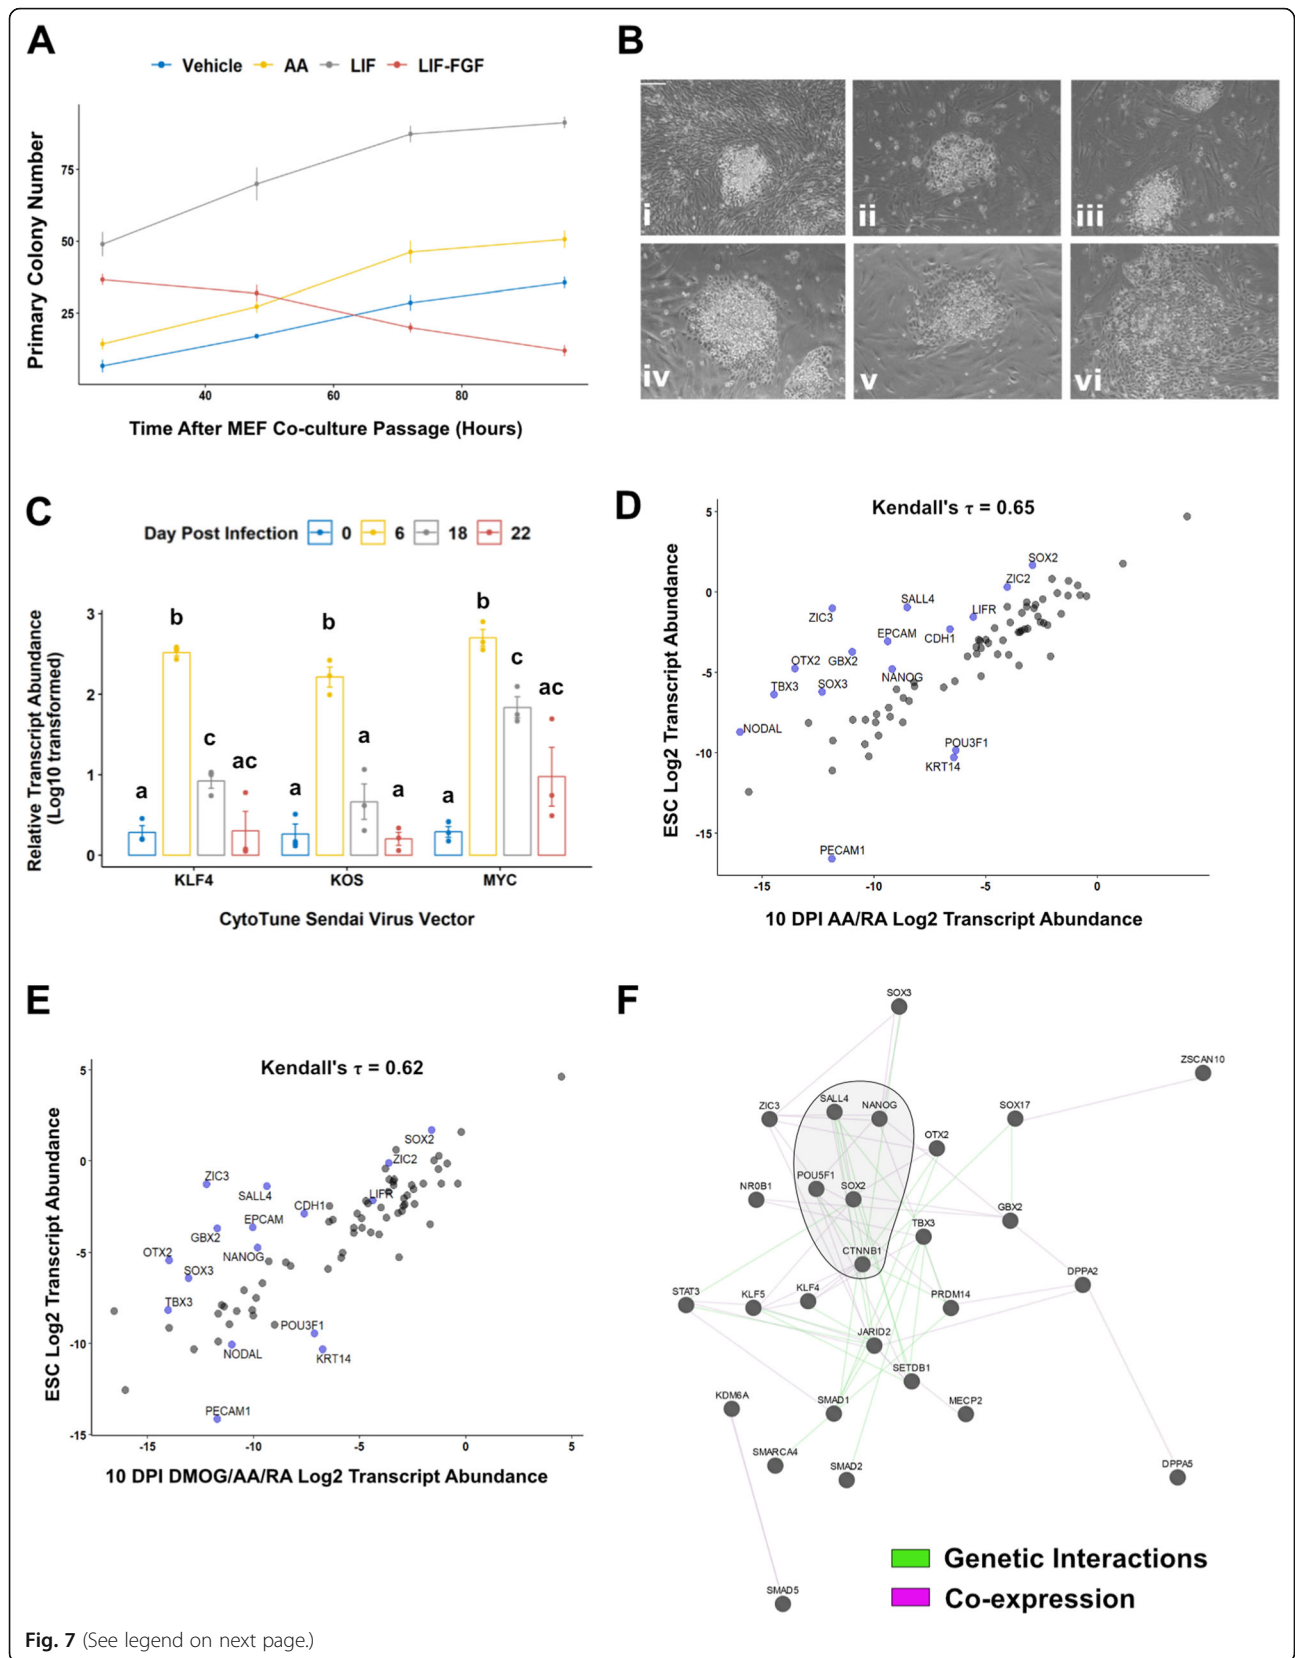 A
Vehicle AA LIF LIF-FGF
Primary Colony Number
75
50
25
40 60 80
Time After MEF Co-culture Passage (Hours)
B
i ii iii
iv v vi
C
Day Post Infection 0 6 18 22
Relative Transcript Abundance
(Log10 transformed)
3
2
1
0
a b c ac
a b a a
a b c ac
KLF4 KOS MYC
CytoTune Sendai Virus Vector
D
Kendall's τ = 0.65
ESC Log2 Transcript Abundance
5
0
-5
-10
-15
SOX2
ZIC2
SALL4
ZIC3
LIFR
EPCAM
CDH1
OTX2
GBX2
NANOG
TBX3
SOX3
NODAL
POU3F1
KRT14
PECAM1
-15 -10 -5 0
10 DPI AA/RA Log2 Transcript Abundance
E
Kendall's τ = 0.62
ESC Log2 Transcript Abundance
5
0
-5
-10
-15
SOX2
ZIC2
ZIC3
SALL4
LIFR
CDH1
EPCAM
GBX2
OTX2
NANOG
SOX3
TBX3
POU3F1
NODAL
KRT14
PECAM1
-15 -10 -5 0 5
10 DPI DMOG/AA/RA Log2 Transcript Abundance
F
SOX3
ZSCAN10
SALL4
NANOG
ZIC3
SOX17
OTX2
POU5F1
NR0B1
SOX2
GBX2
TBX3
CTNNB1
DPPA2
STAT3
KLF5
KLF4
PRDM14
JARID2
SETDB1
KDM6A
SMAD1
MECP2
SMARCA4
SMAD2
DPPA5
SMAD5
Genetic Interactions
Co-expression
Fig. 7 (See legend on next page.)